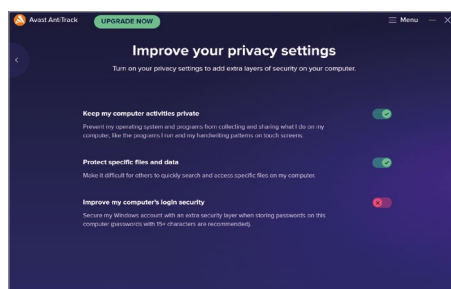 Avast AntiTrack
UPGRADE NOW
Menu
Improve your privacy settings
Turn on your privacy settings to add extra layers of security on your computer.
Keep my computer activities private
Prevent my operating system and programs from collecting and sharing what I do on my
computer, like the programs I run and my handwriting patterns on touch screens.
Protect specific files and data
Make it difficult for others to quickly search and access specific files on my computer.
Improve my computer's login security
Secure my Windows account with an extra security layer when storing passwords on this
computer (passwords with 15+ characters are recommended).